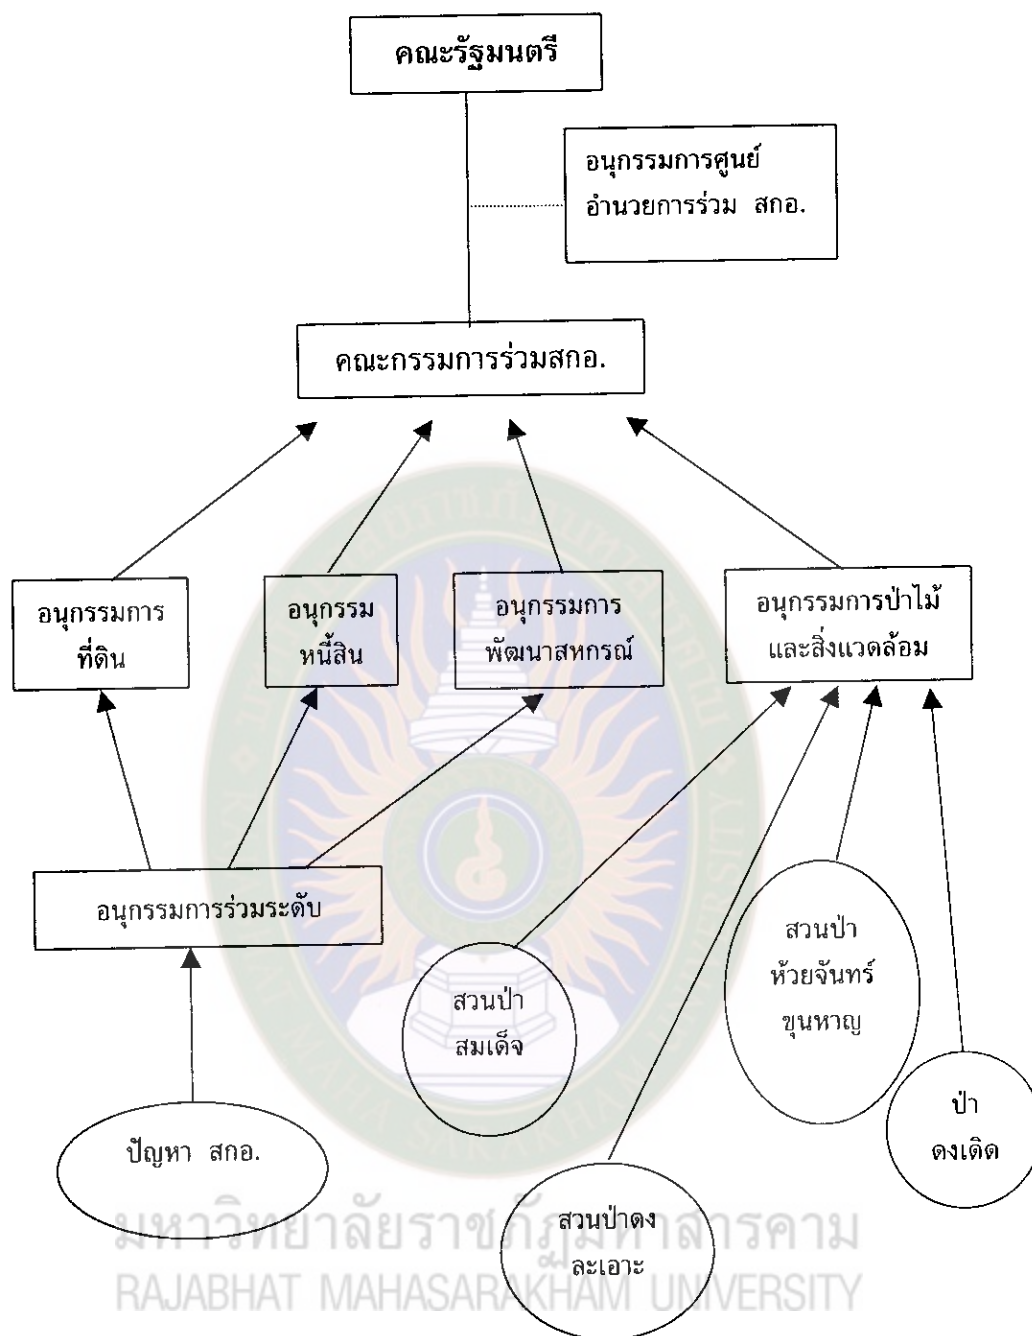 คณะรัฐมนตรี
อนุกรรมการศูนย์
อำนวยการร่วม สกอ.
คณะกรรมการร่วมสกอ.
อนุกรรมการ
ที่ดิน
อนุกรรม
หนี้สิน
อนุกรรมการ
พัฒนาสหกรณ์
อนุกรรมการป่าไม้
และสิ่งแวดล้อม
อนุกรรมการร่วมระดับ
สวนป่า
สมเด็จ
สวนป่า
ห้วยจันทร์
ขุนหาญ
ป่า
ดงเดิด
ปัญหา สกอ.
สวนป่าดง
ละเอาะ
มหาวิทยาลัยราชภัฏมหาสารคาม
RAJABHAT MAHASARAKHAM UNIVERSITY